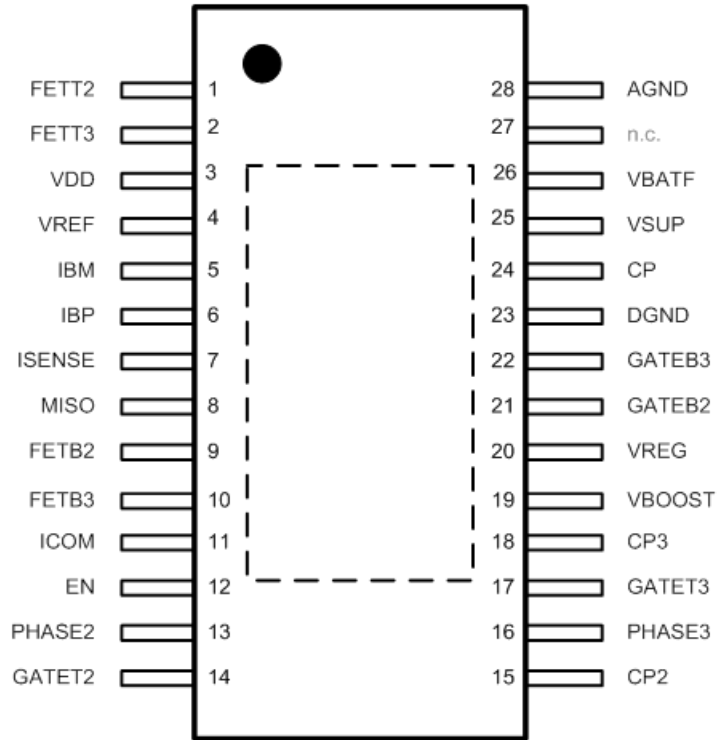 FETT2 1 28 AGND
FETT3 2 27 n.c.
VDD 3 26 VBATF
VREF 4 25 VSUP
IBM 5 24 CP
IBP 6 23 DGND
ISENSE 7 22 GATEB3
MISO 8 21 GATEB2
FETB2 9 20 VREG
FETB3 10 19 VBOOST
ICOM 11 18 CP3
EN 12 17 GATET3
PHASE2 13 16 PHASE3
GATET2 14 15 CP2